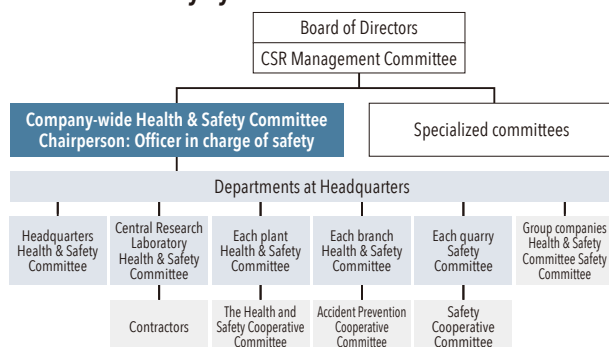 Board of Directors
CSR Management Committee
Company-wide Health & Safety Committee
Chairperson: Officer in charge of safety
Specialized committees
Departments at Headquarters
Headquarters
Health & Safety
Committee
Central Research
Laboratory
Health & Safety
Committee
Each plant
Health & Safety
Committee
Each branch
Health & Safety
Committee
Each quarry
Safety
Committee
Group companies
Health & Safety
Committee Safety
Committee
Contractors
The Health and
Safety Cooperative
Committee
Accident Prevention
Cooperative
Committee
Safety
Cooperative
Committee